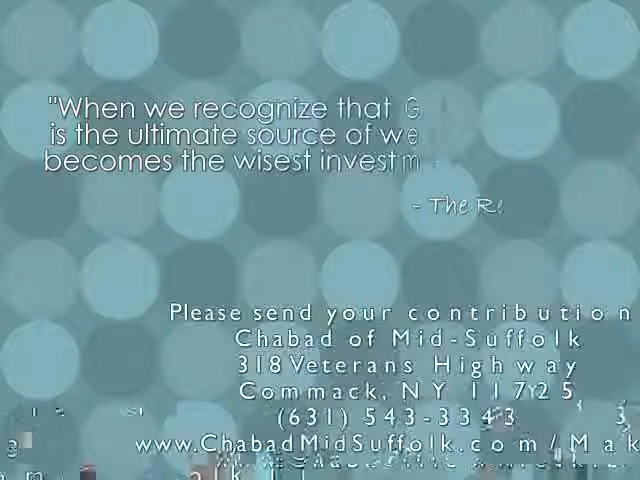 "When we recognize that G
is the ultimate source of we
becomes the wisest investm
- The Re
Please send your contribution
Chabad of Mid-Suffolk
318 Veterans Highway
Commack, NY 11725
(631) 543-3343
www.ChabadMidSuffolk.com/Mak